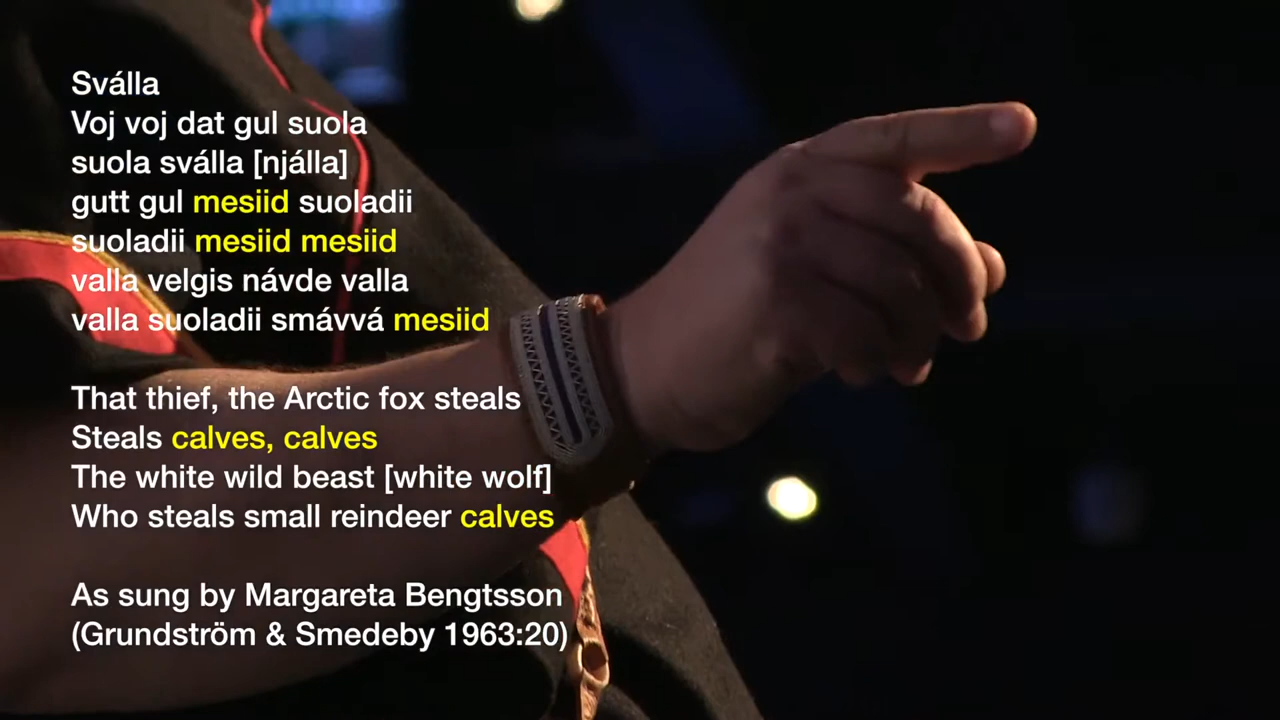 Sválla
Voj voj dat gul suola
suola sválla [njálla]
gutt gul mesiid suoladii
suoladii mesiid mesiid
valla velgis návde valla
valla suoladii smávvá mesiid
That thief, the Arctic fox steals
Steals calves, calves
The white wild beast [white wolf]
Who steals small reindeer calves
As sung by Margareta Bengtsson
(Grundström & Smedeby 1963:20)